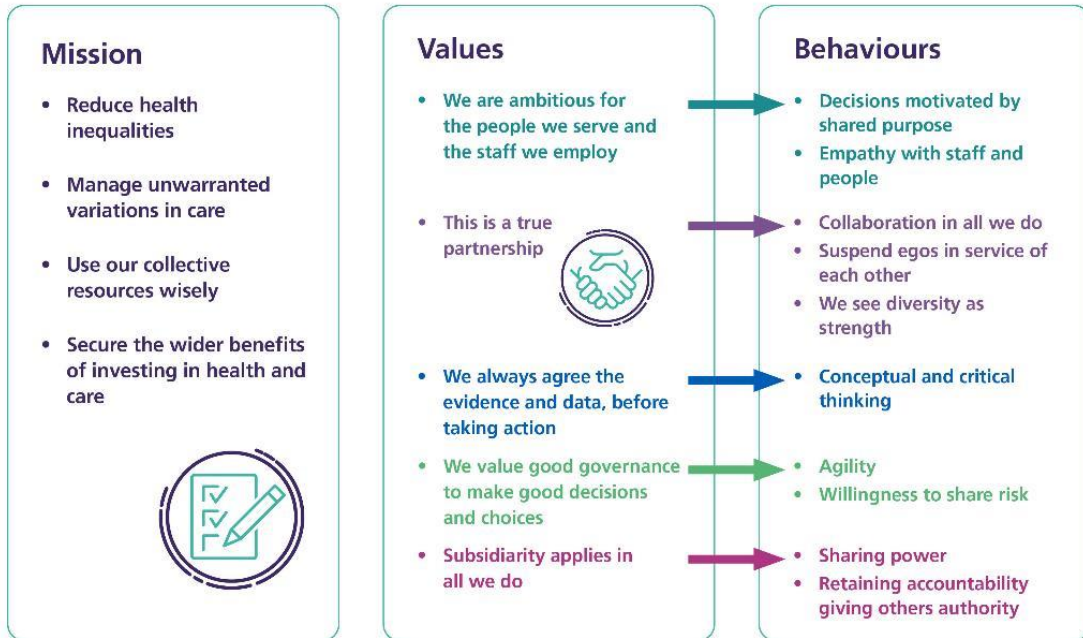 Mission
• Reduce health
inequalities
• Manage unwarranted
variations in care
• Use our collective
resources wisely
• Secure the wider benefits
of investing in health and
care
Values
• We are ambitious for
the people we serve and
the staff we employ
• This is a true
partnership
• We always agree the
evidence and data, before
taking action
• We value good governance
to make good decisions
and choices
• Subsidiarity applies in
all we do
Behaviours
• Decisions motivated by
shared purpose
• Empathy with staff and
people
• Collaboration in all we do
• Suspend egos in service of
each other
• We see diversity as
strength
• Conceptual and critical
thinking
• Agility
• Willingness to share risk
• Sharing power
• Retaining accountability
giving others authority